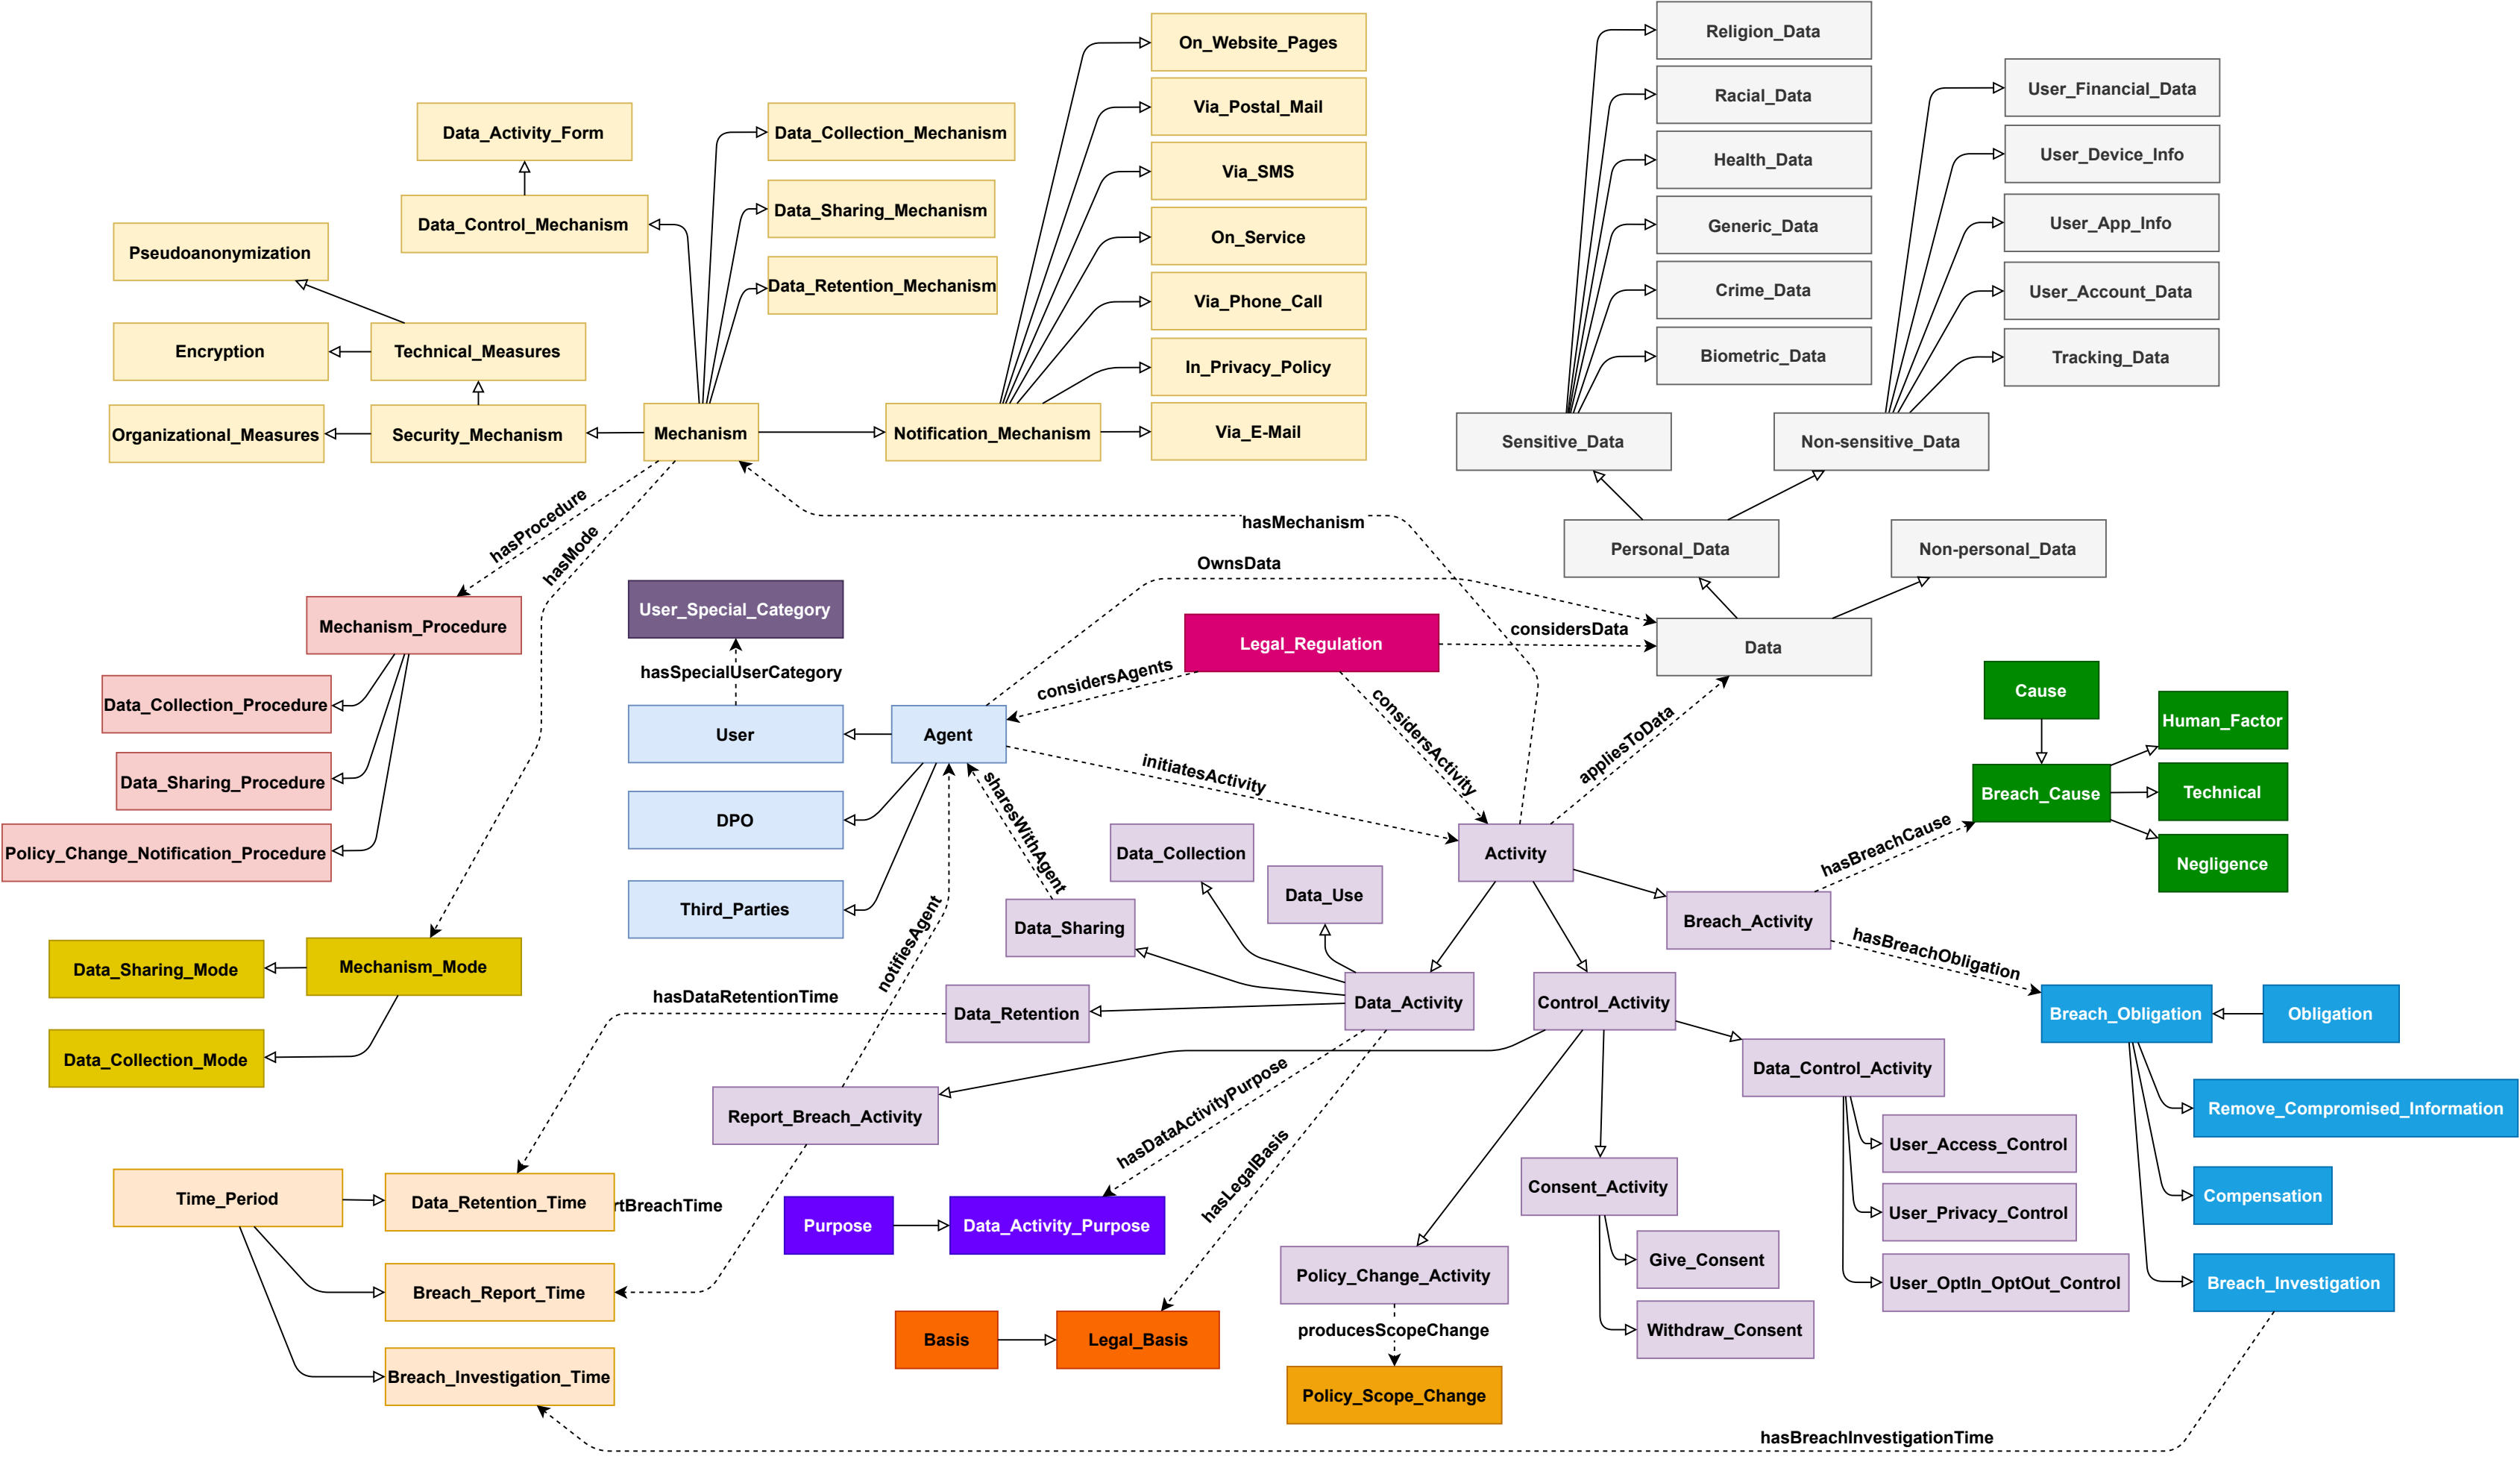 On_Website_Pages
Via_Postal_Mail
Via_SMS
On_Service
Via_Phone_Call
In_Privacy_Policy
Via_E-Mail
Data_Activity_Form
Data_Control_Mechanism
Data_Collection_Mechanism
Data_Sharing_Mechanism
Data_Retention_Mechanism
Pseudoanonymization
Encryption
Technical_Measures
Organizational_Measures
Security_Mechanism
Mechanism
Notification_Mechanism
Religion_Data
Racial_Data
Health_Data
Generic_Data
Crime_Data
Biometric_Data
User_Financial_Data
User_Device_Info
User_App_Info
User_Account_Data
Tracking_Data
Sensitive_Data
Non-sensitive_Data
Personal_Data
Non-personal_Data
Data
hasProcedure
hasMode
hasMechanism
OwnsData
considersData
Legal_Regulation
considersAgents
considersActivity
appliesToData
User_Special_Category
hasSpecialUserCategory
User
Agent
DPO
Third_Parties
initiatesActivity
sharesWithAgent
notifiesAgent
Mechanism_Procedure
Data_Collection_Procedure
Data_Sharing_Procedure
Policy_Change_Notification_Procedure
Data_Sharing_Mode
Mechanism_Mode
Data_Collection_Mode
Cause
Human_Factor
Breach_Cause
Technical
Negligence
hasBreachCause
Activity
Data_Collection
Data_Use
Data_Sharing
Breach_Activity
hasBreachObligation
Data_Activity
Control_Activity
Data_Retention
hasDataRetentionTime
Breach_Obligation
Obligation
Remove_Compromised_Information
Compensation
Breach_Investigation
Data_Control_Activity
User_Access_Control
User_Privacy_Control
User_OptIn_OptOut_Control
Report_Breach_Activity
hasDataActivityPurpose
hasLegalBasis
Consent_Activity
Give_Consent
Withdraw_Consent
Policy_Change_Activity
producesScopeChange
Policy_Scope_Change
Time_Period
Data_Retention_Time
rtBreachTime
Breach_Report_Time
Breach_Investigation_Time
Purpose
Data_Activity_Purpose
Basis
Legal_Basis
hasBreachInvestigationTime